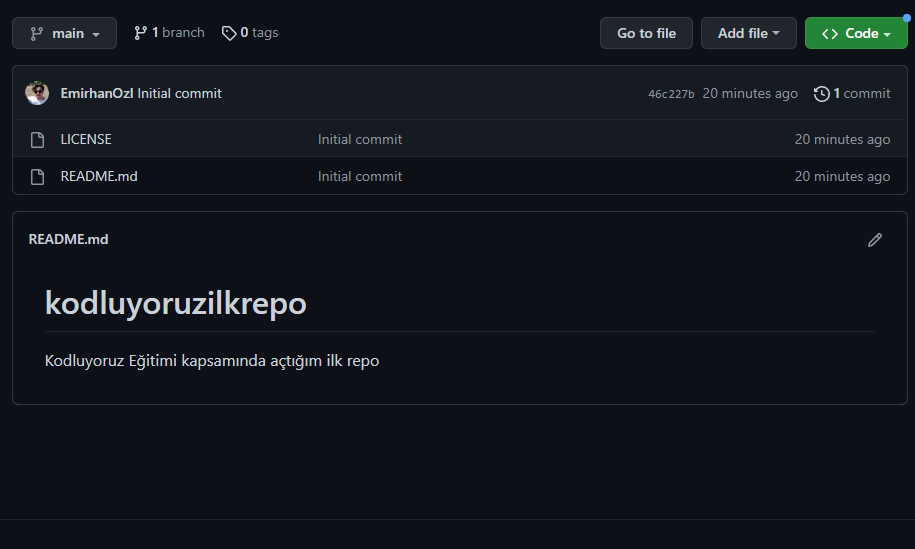 main 1 branch 0 tags Go to file Add file Code
EmirhanOzl Initial commit 46c227b 20 minutes ago 1 commit
LICENSE Initial commit 20 minutes ago
README.md Initial commit 20 minutes ago
README.md
kodluyoruzilkrepo
Kodluyoruz Eğitimi kapsamında açtığım ilk repo